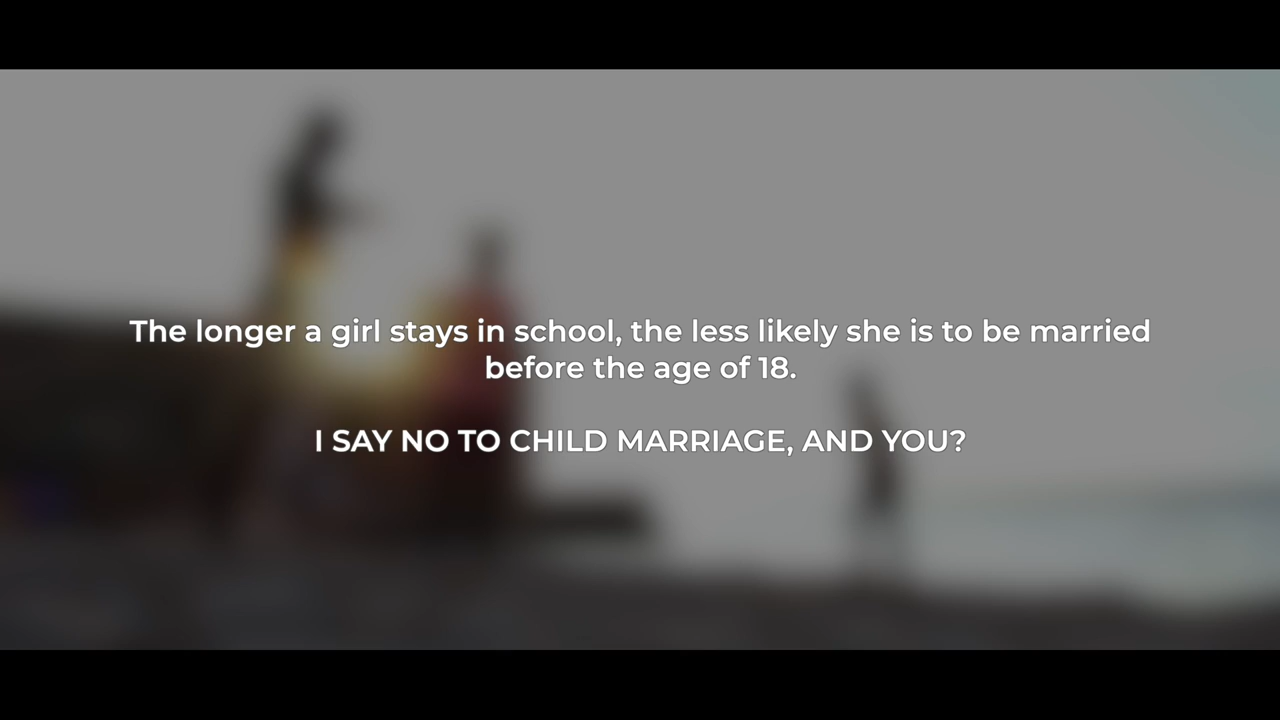 The longer a girl stays in school, the less likely she is to be married
before the age of 18.
I SAY NO TO CHILD MARRIAGE, AND YOU?